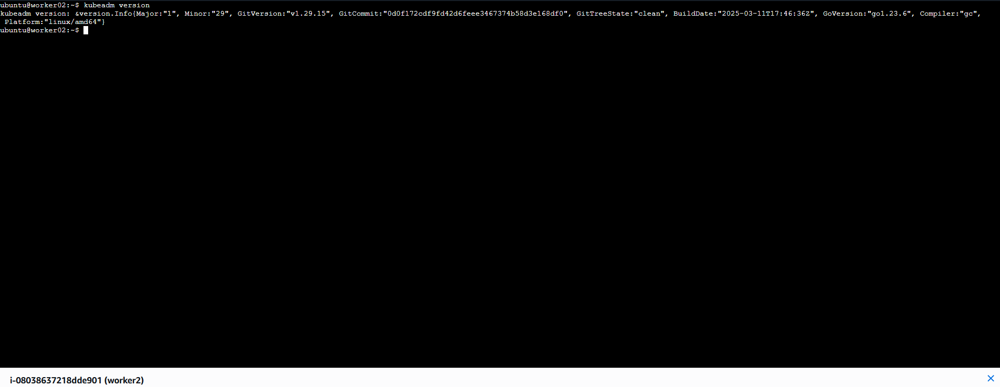 ubuntu@worker02:~$ kubeadm version
kubeadm version: &version.Info{Major:"1", Minor:"29", GitVersion:"v1.29.15", GitCommit:"0d0f172cdf9fd42d6feee3467374b58d3e168df0", GitTreeState:"clean", BuildDate:"2025-03-11T17:46:36Z", GoVersion:"go1.23.6", Compiler:"gc",
 Platform:"linux/amd64"}
ubuntu@worker02:~$
i-08038637218dde901 (worker2)